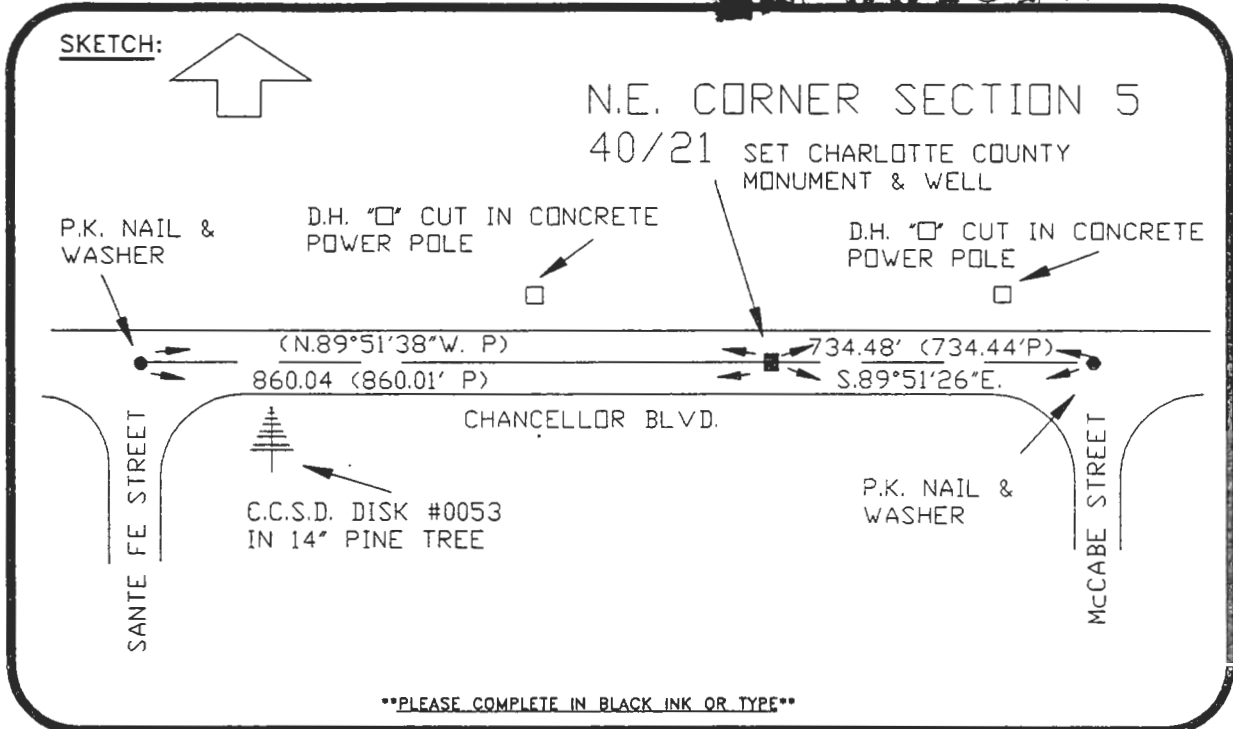 SKETCH:
N.E. CORNER SECTION 5
40/21 SET CHARLOTTE COUNTY
MONUMENT & WELL
P.K. NAIL &
WASHER
D.H. "□" CUT IN CONCRETE
POWER POLE
D.H. "□" CUT IN CONCRETE
POWER POLE
(N.89°51'38"W. P)
860.04 (860.01' P)
734.48' (734.44'P)
S.89°51'26"E.
CHANCELLOR BLVD.
SANTE FE STREET
C.C.S.D. DISK #0053
IN 14" PINE TREE
P.K. NAIL &
WASHER
McCABE STREET
**PLEASE COMPLETE IN BLACK INK OR TYPE**